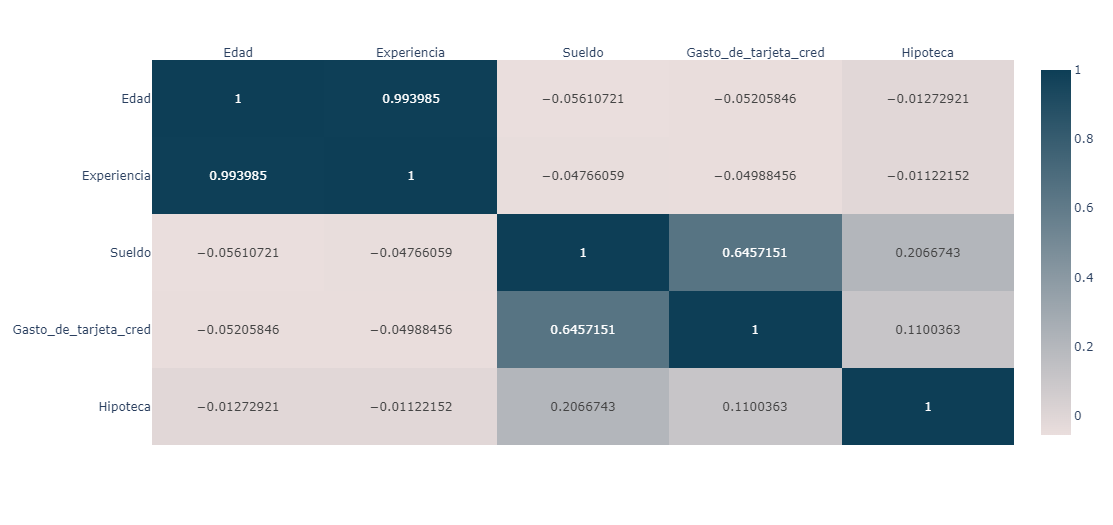 Edad Experiencia Sueldo Gasto_de_tarjeta_cred Hipoteca
Edad 1 0.993985 −0.05610721 −0.05205846 −0.01272921
Experiencia 0.993985 1 −0.04766059 −0.04988456 −0.01122152
Sueldo −0.05610721 −0.04766059 1 0.6457151 0.2066743
Gasto_de_tarjeta_cred −0.05205846 −0.04988456 0.6457151 1 0.1100363
Hipoteca −0.01272921 −0.01122152 0.2066743 0.1100363 1
1
0.8
0.6
0.4
0.2
0